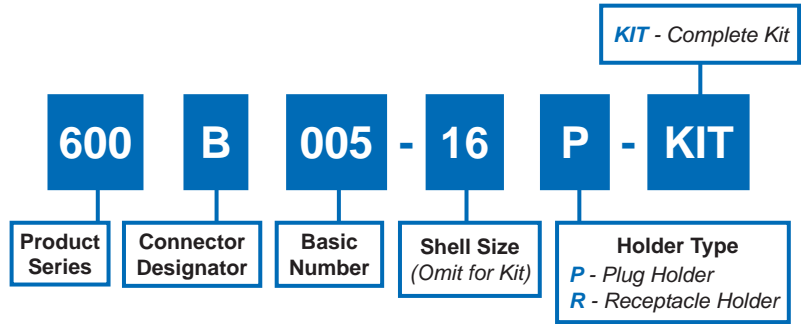 KIT - Complete Kit
600 B 005 - 16 P - KIT
Product
Series
Connector
Designator
Basic
Number
Shell Size
(Omit for Kit)
Holder Type
P - Plug Holder
R - Receptacle Holder